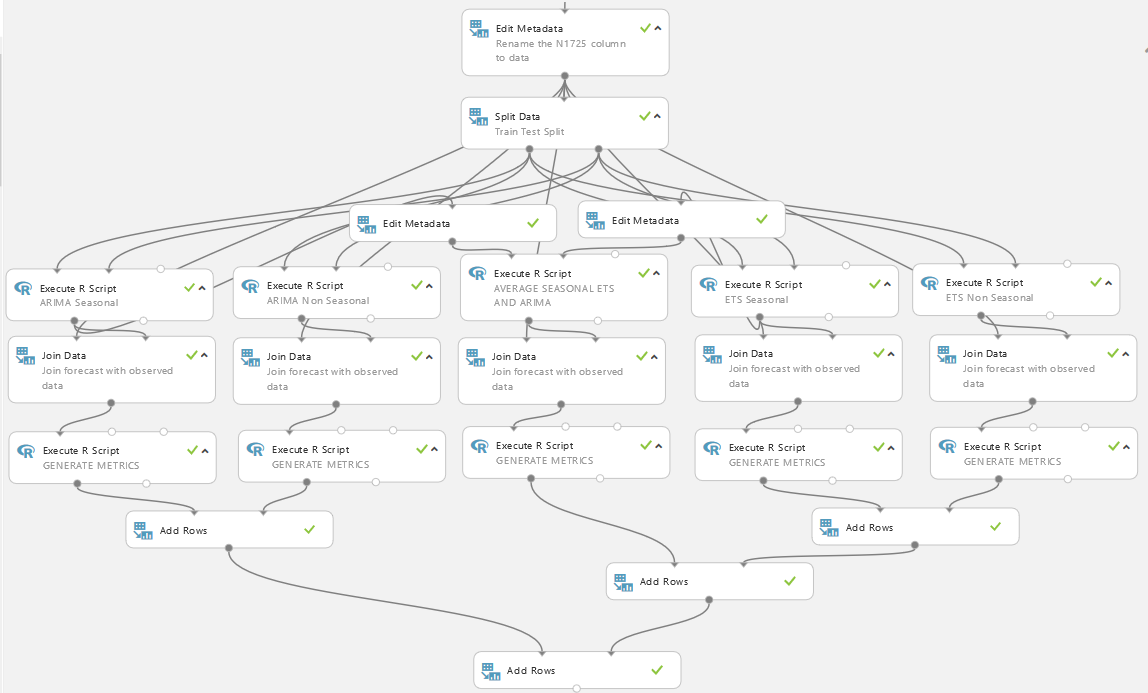 Edit Metadata
Rename the N1725 column
to data
Split Data
Train Test Split
Edit Metadata
Edit Metadata
Execute R Script
ARIMA Seasonal
Execute R Script
ARIMA Non Seasonal
Execute R Script
AVERAGE SEASONAL ETS
AND ARIMA
Execute R Script
ETS Seasonal
Execute R Script
ETS Non Seasonal
Join Data
Join forecast with observed
data
Join Data
Join forecast with observed
data
Join Data
Join forecast with observed
data
Join Data
Join forecast with observed
data
Join Data
Join forecast with observed
data
Execute R Script
GENERATE METRICS
Execute R Script
GENERATE METRICS
Execute R Script
GENERATE METRICS
Execute R Script
GENERATE METRICS
Execute R Script
GENERATE METRICS
Add Rows
Add Rows
Add Rows
Add Rows